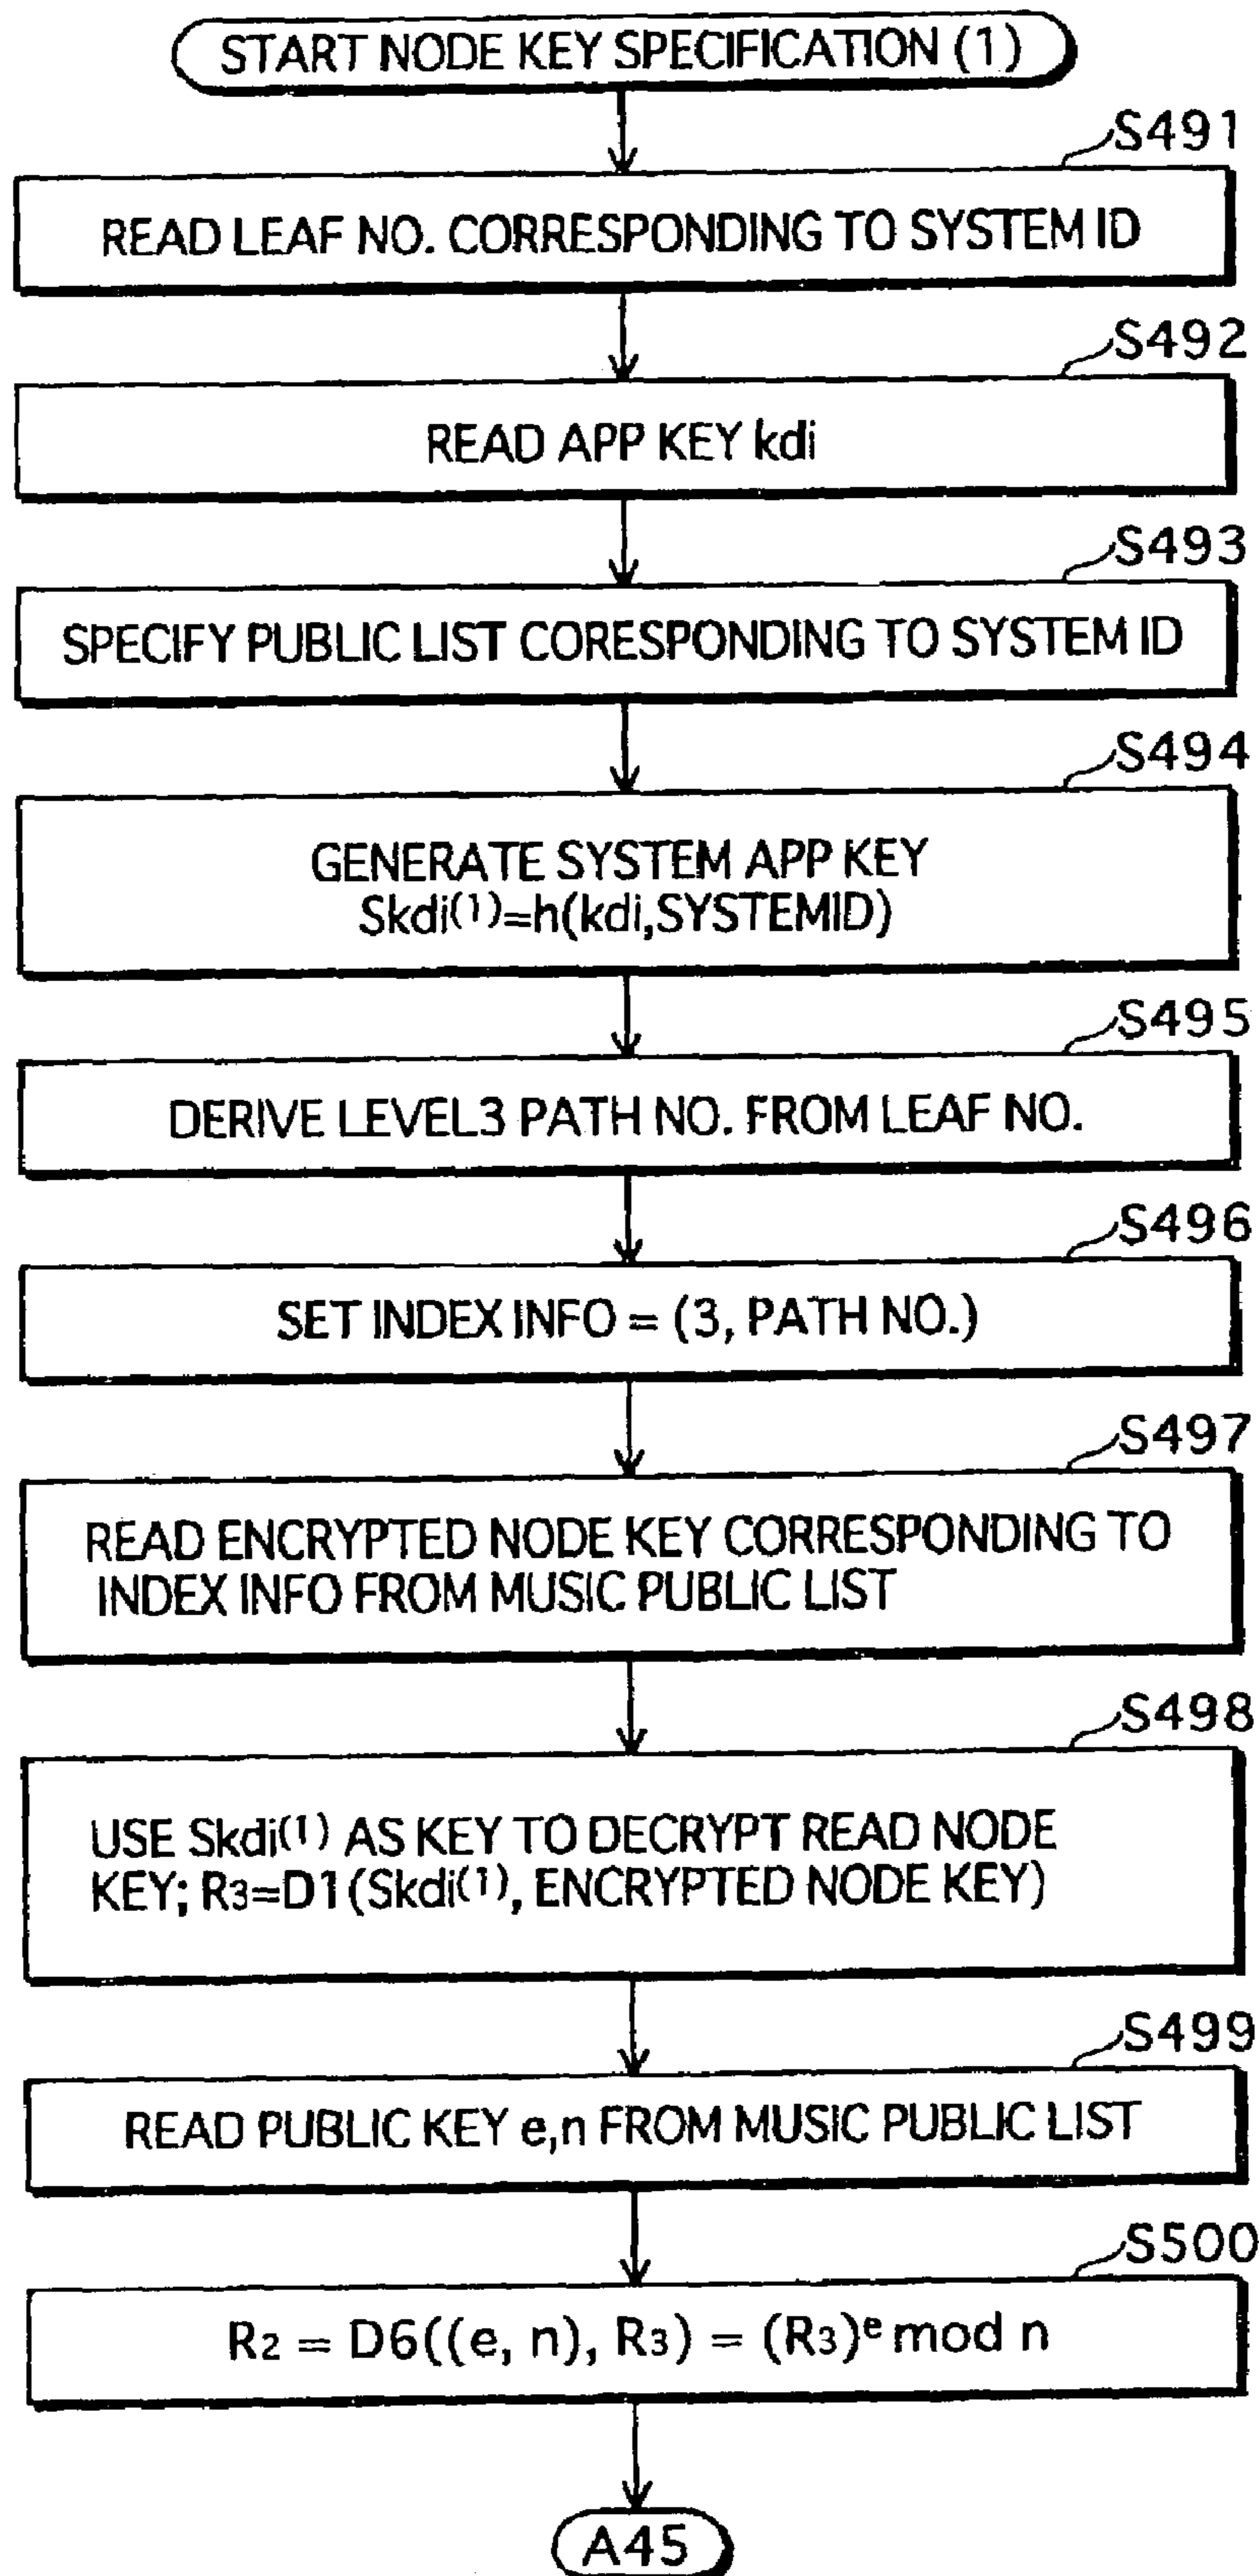 START NODE KEY SPECIFICATION (1)
S491
READ LEAF NO. CORRESPONDING TO SYSTEM ID
S492
READ APP KEY kdi
S493
SPECIFY PUBLIC LIST CORESPONDING TO SYSTEM ID
S494
GENERATE SYSTEM APP KEY
Skdi⁽¹⁾=h(kdi,SYSTEMID)
S495
DERIVE LEVEL3 PATH NO. FROM LEAF NO.
S496
SET INDEX INFO = (3, PATH NO.)
S497
READ ENCRYPTED NODE KEY CORRESPONDING TO
INDEX INFO FROM MUSIC PUBLIC LIST
S498
USE Skdi⁽¹⁾ AS KEY TO DECRYPT READ NODE
KEY; R₃=D1(Skdi⁽¹⁾, ENCRYPTED NODE KEY)
S499
READ PUBLIC KEY e,n FROM MUSIC PUBLIC LIST
S500
R₂ = D6((e, n), R₃) = (R₃)ᵉ mod n
A45